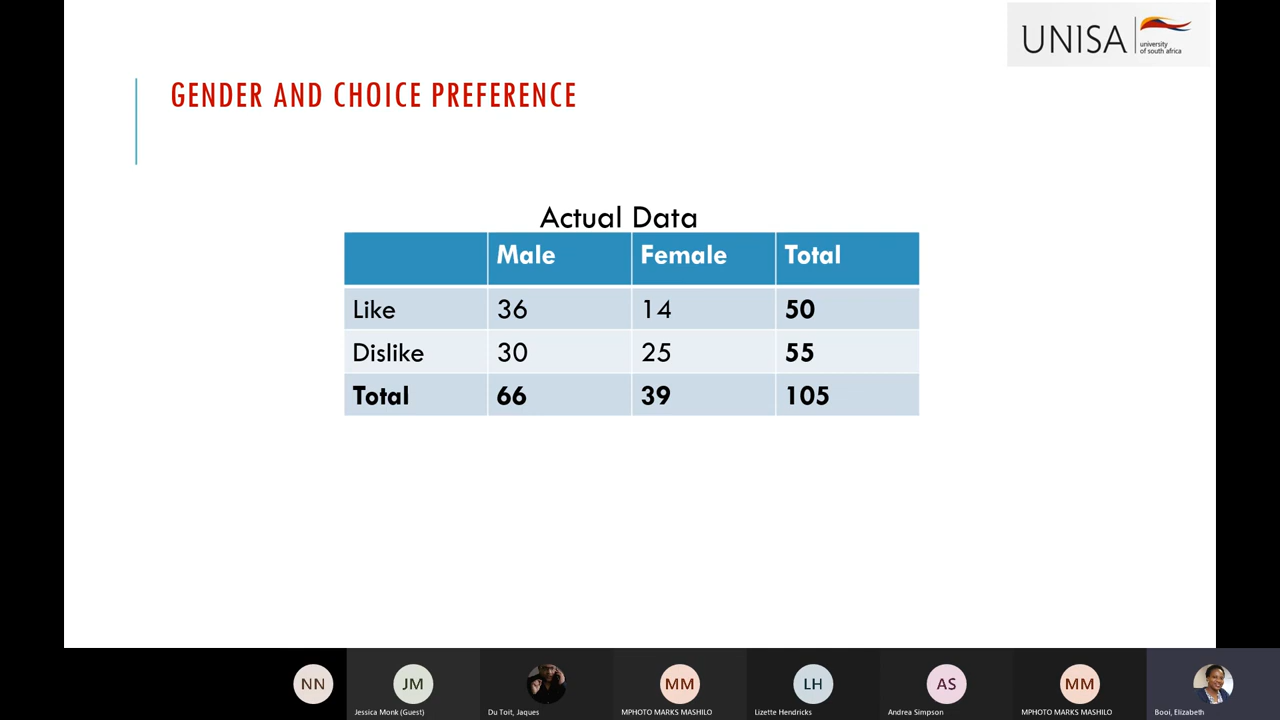 UNISA
university
of south africa
GENDER AND CHOICE PREFERENCE
Actual Data
Male Female Total
Like 36 14 50
Dislike 30 25 55
Total 66 39 105
NN JM MM LH AS MM
Jessica Monk (Guest) Du Toit, Jaques MPHOTO MARKS MASHILO Lizette Hendricks Andrea Simpson MPHOTO MARKS MASHILO Booi, Elizabeth